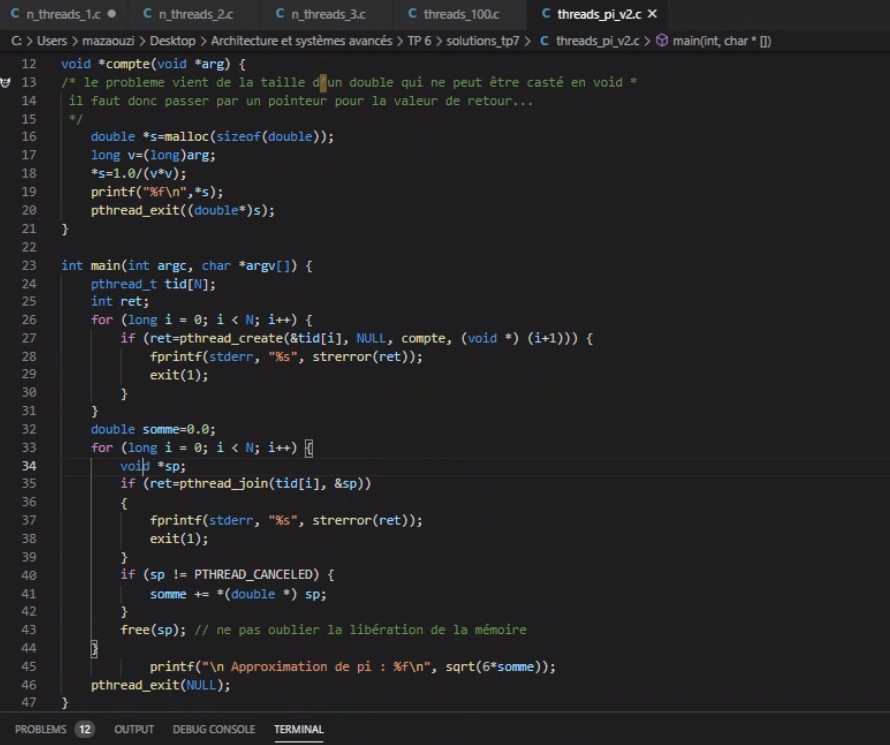 n_threads_1.c
n_threads_2.c
n_threads_3.c
threads_100.c
threads_pi_v2.c
C: > Users > mazaouzi > Desktop > Architecture et systèmes avancés > TP 6 > solutions_tp7 > C threads_pi_v2.c > main(int, char * [])
12 void *compte(void *arg) {
13 /* le probleme vient de la taille d'un double qui ne peut être casté en void *
14 il faut donc passer par un pointeur pour la valeur de retour...
15 */
16 double *s=malloc(sizeof(double));
17 long v=(long)arg;
18 *s=1.0/(v*v);
19 printf("%f\n",*s);
20 pthread_exit((double*)s);
21 }
22
23 int main(int argc, char *argv[]) {
24 pthread_t tid[N];
25 int ret;
26 for (long i = 0; i < N; i++) {
27 if (ret=pthread_create(&tid[i], NULL, compte, (void *) (i+1))) {
28 fprintf(stderr, "%s", strerror(ret));
29 exit(1);
30 }
31 }
32 double somme=0.0;
33 for (long i = 0; i < N; i++) {
34 void *sp;
35 if (ret=pthread_join(tid[i], &sp))
36 {
37 fprintf(stderr, "%s", strerror(ret));
38 exit(1);
39 }
40 if (sp != PTHREAD_CANCELED) {
41 somme += *(double *) sp;
42 }
43 free(sp); // ne pas oublier la libération de la mémoire
44 }
45 printf("\n Approximation de pi : %f\n", sqrt(6*somme));
46 pthread_exit(NULL);
47 }
PROBLEMS 12 OUTPUT DEBUG CONSOLE TERMINAL